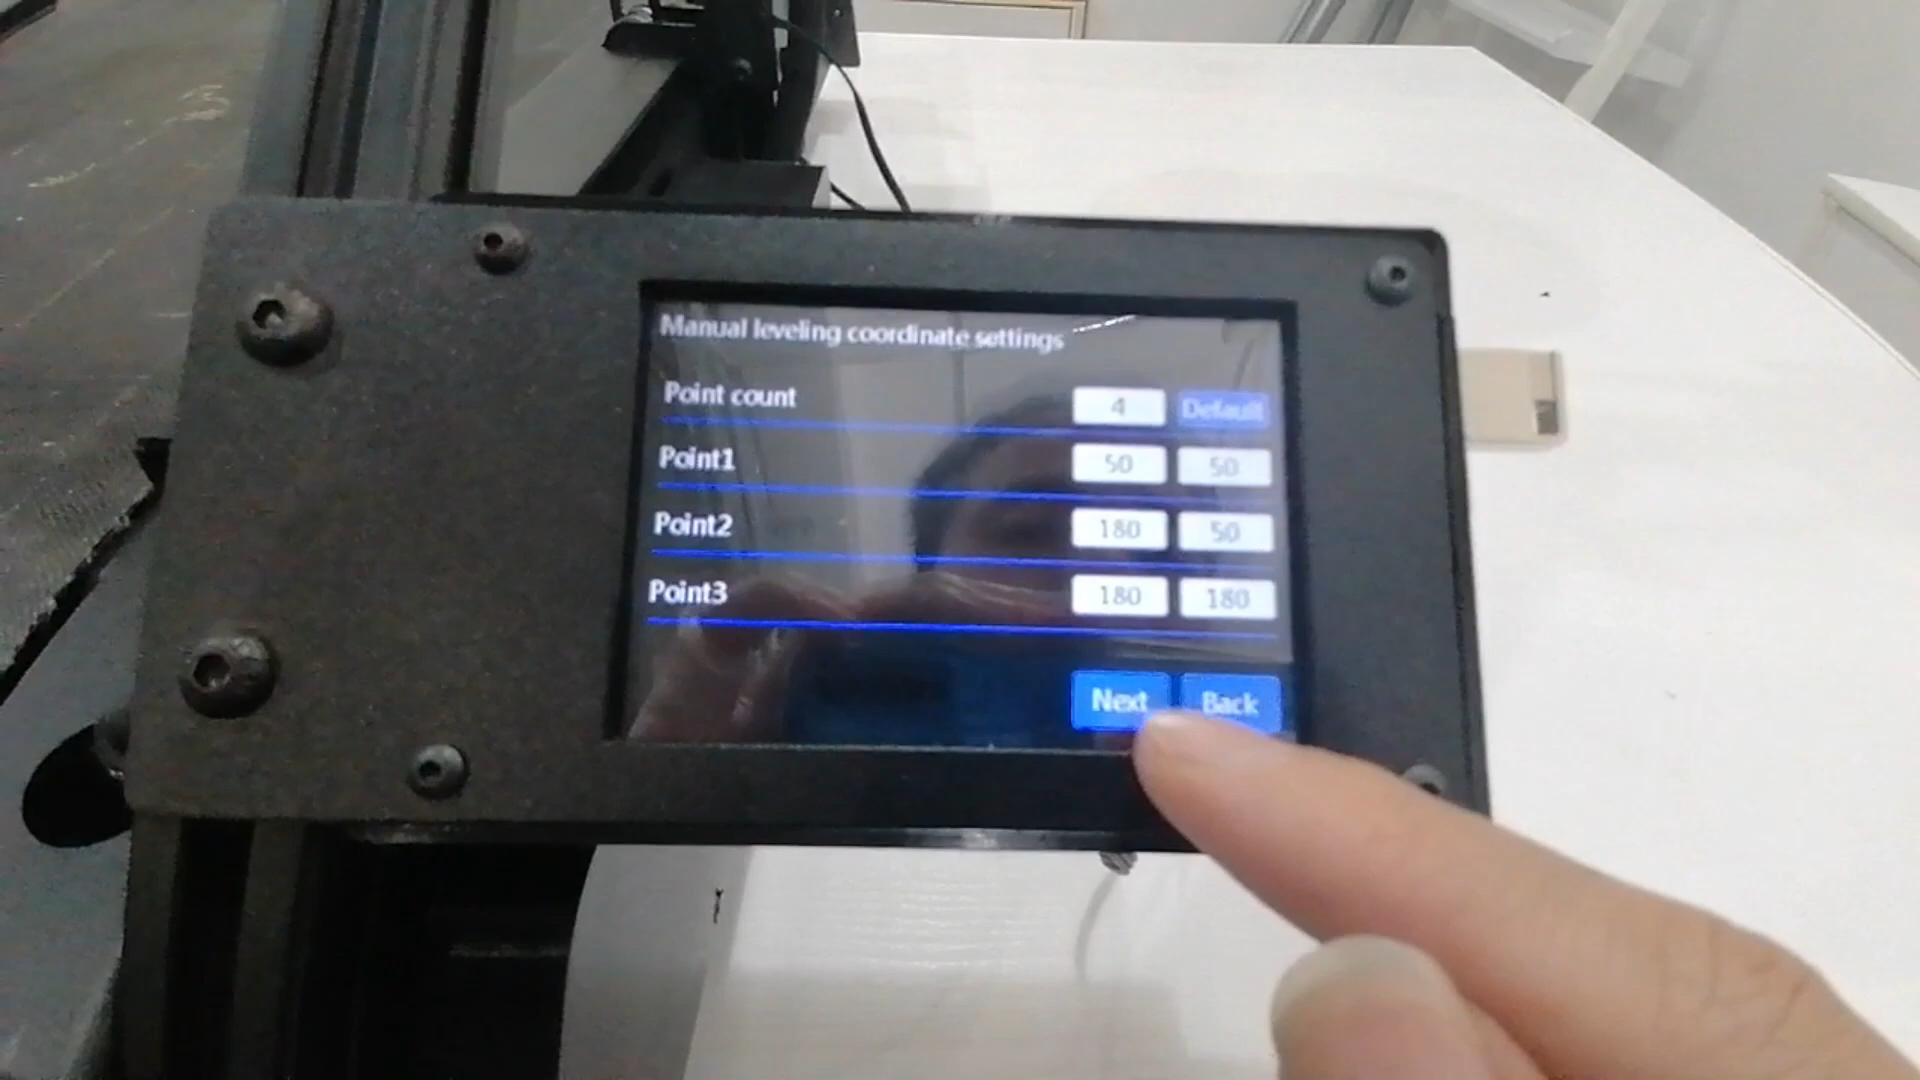 Manual leveling coordinate settings
Point count 4 Default
Point1 50 50
Point2 180 50
Point3 180 180
Next Back